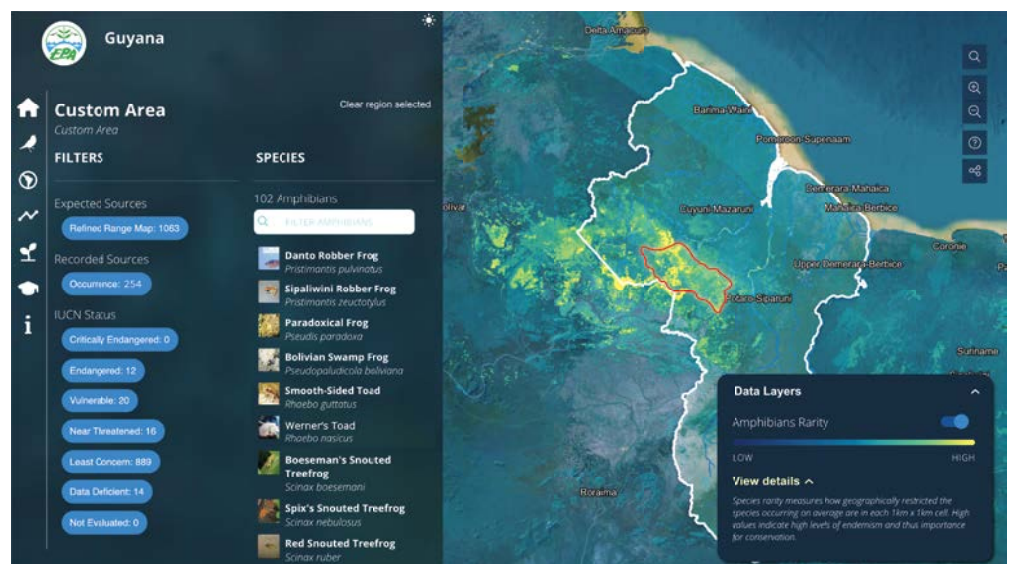 EPA
Guyana
Custom Area
Custom Area
Clear region selected
FILTERS
Expected Sources
Refined Range Map: 1063
Recorded Sources
Occurrence: 254
IUCN Status
Critically Endangered: 0
Endangered: 12
Vulnerable: 20
Near Threatened: 16
Least Concern: 889
Data Deficient: 14
Not Evaluated: 0
SPECIES
102 Amphibians
FILTER AMPHIBIANS
Danto Robber Frog
Pristimantis pulvinatus
Sipaliwini Robber Frog
Pristimantis zeuctotylus
Paradoxical Frog
Pseudis paradoxa
Bolivian Swamp Frog
Pseudopaludicola boliviana
Smooth-Sided Toad
Rhaebo guttatus
Werner's Toad
Rhaebo nasicus
Boeseman's Snouted
Treefrog
Scinax boesemani
Spix's Snouted Treefrog
Scinax nebulosus
Red Snouted Treefrog
Scinax ruber
Delta Amacuro
Barima-Waini
Pomeroon-Supenaam
Demerara-Mahaica
Mahaica-Berbice
Cuyuni-Mazaruni
olívar
Coronie
Upper Demerara-Berbice
Potaro-Siparuni
Suriname
Roraima
Data Layers
Amphibians Rarity
LOW HIGH
View details
Species rarity measures how geographically restricted the
species occurring on average are in each 1km x 1km cell. High
values indicate high levels of endemism and thus importance
for conservation.